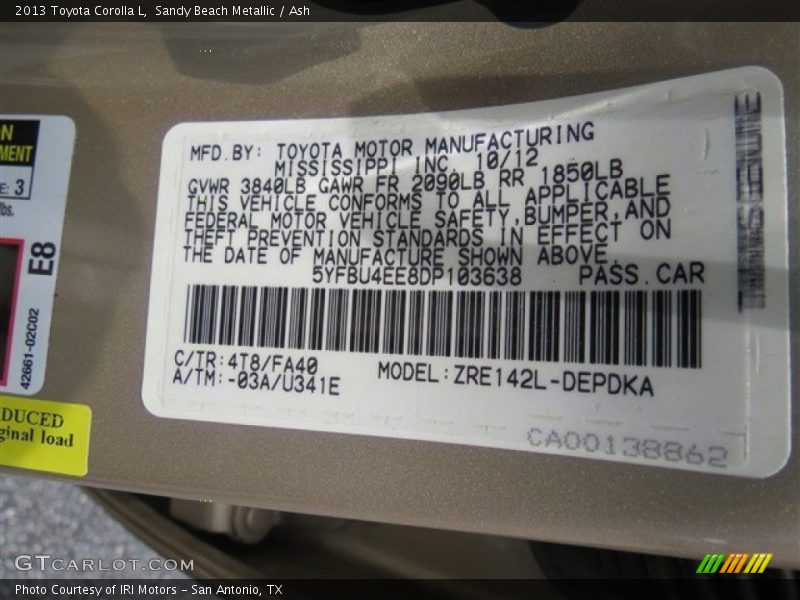 2013 Toyota Corolla L, Sandy Beach Metallic / Ash
MFD.BY: TOYOTA MOTOR MANUFACTURING
MISSISSIPPI INC. 10/12
GVWR 3840LB GAWR FR 2090LB RR 1850LB
THIS VEHICLE CONFORMS TO ALL APPLICABLE
FEDERAL MOTOR VEHICLE SAFETY,BUMPER,AND
THEFT PREVENTION STANDARDS IN EFFECT ON
THE DATE OF MANUFACTURE SHOWN ABOVE.
5YFBU4EE8DP103638 PASS.CAR
C/TR:4T8/FA40
A/TM:-03A/U341E
MODEL:ZRE142L-DEPDKA
CA00138862
N
MENT
E: 3
lbs.
E8
42661-02C02
DUCED
ginal load
GTCARLOT.COM
Photo Courtesy of IRI Motors - San Antonio, TX